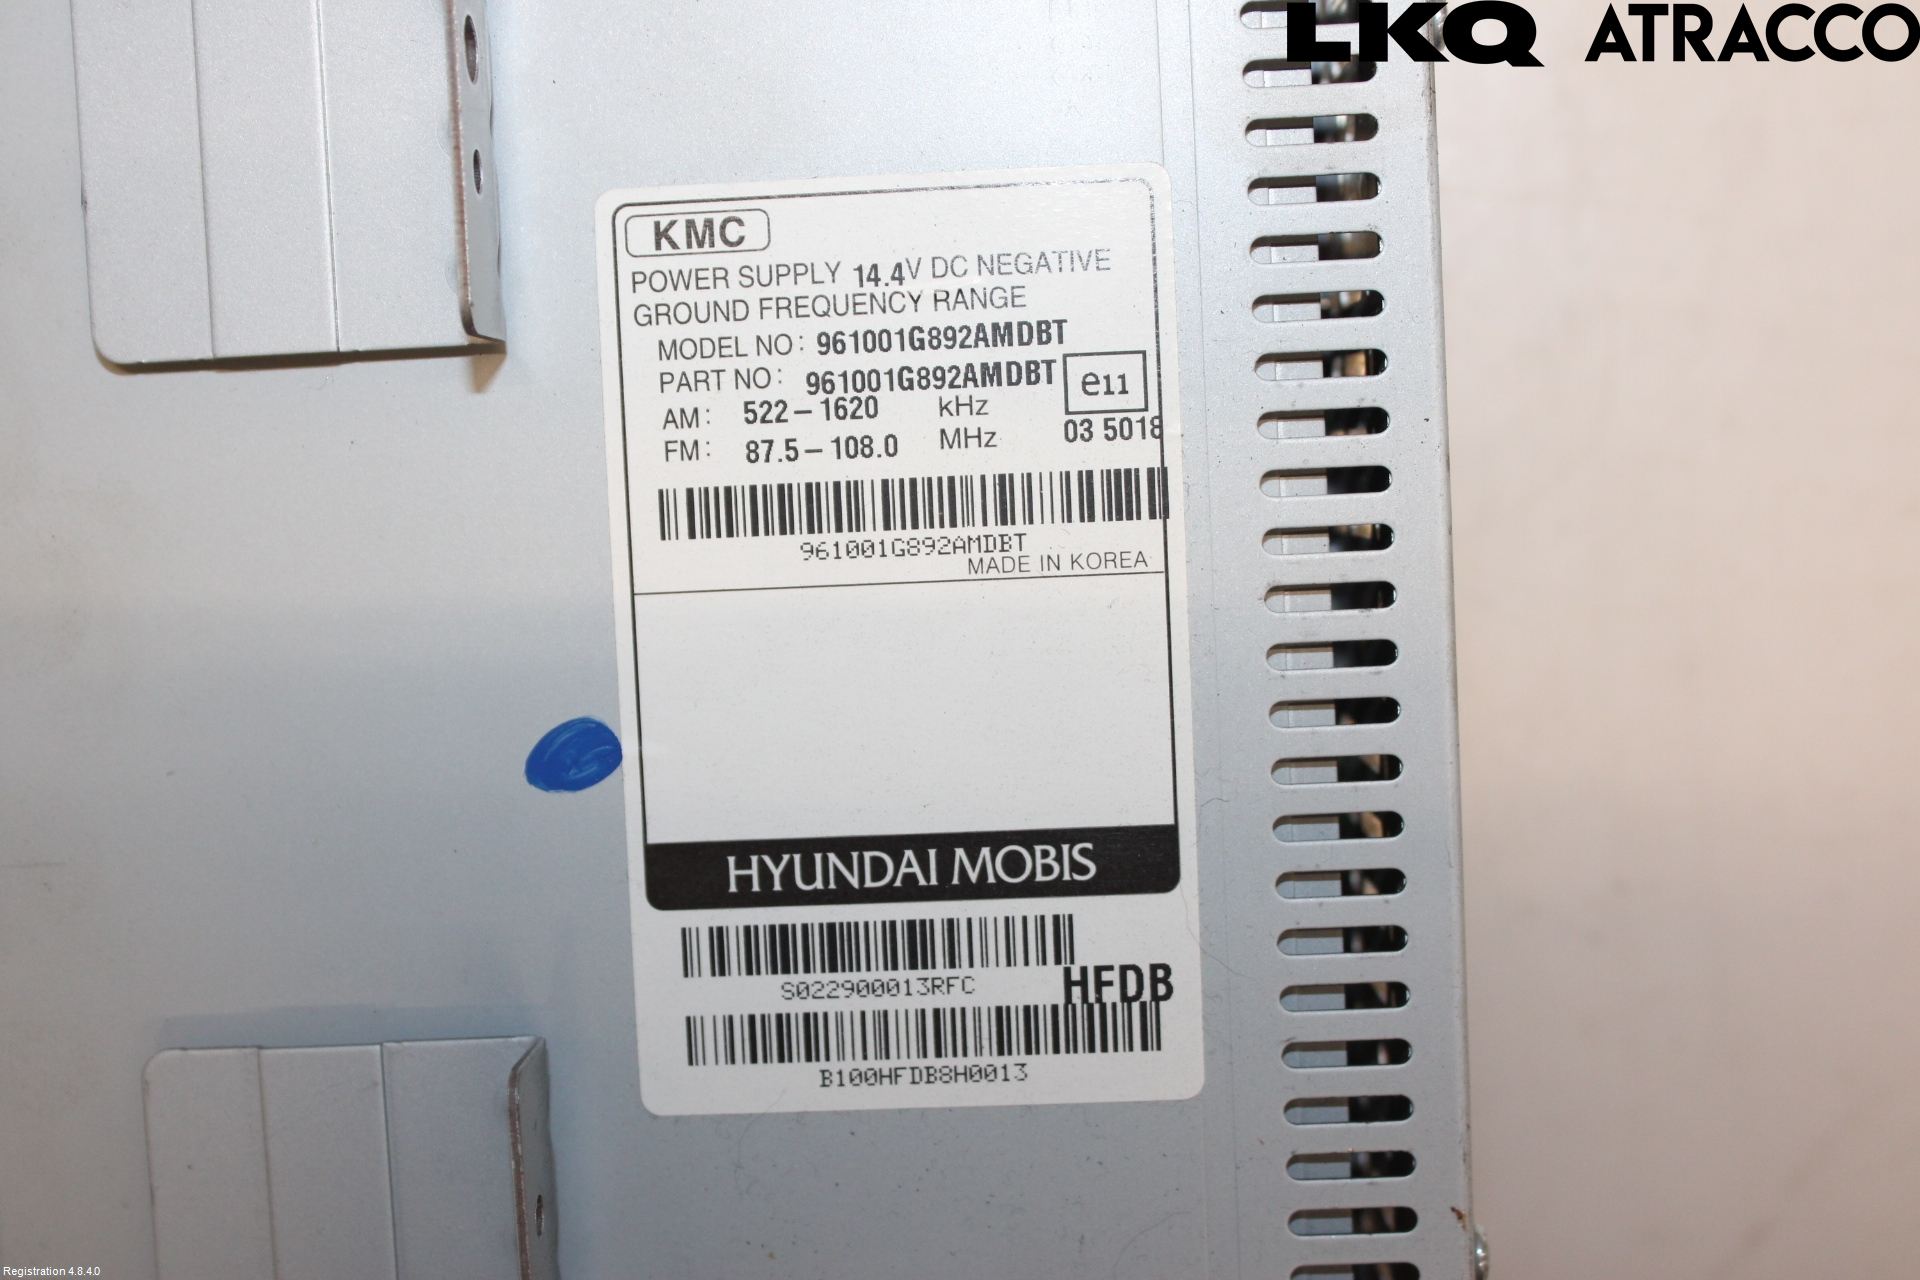 LKQ ATRACCO
KMC
POWER SUPPLY 14.4V DC NEGATIVE
GROUND FREQUENCY RANGE
MODEL NO: 961001G892AMDBT
PART NO: 961001G892AMDBT
e11
AM: 522-1620 kHz
03 5018
FM: 87.5-108.0 MHz
961001G892AMDBT
MADE IN KOREA
HYUNDAI MOBIS
S022900013RFC
HFDB
B100HFDB8H0013
Registration 4.8.4.0